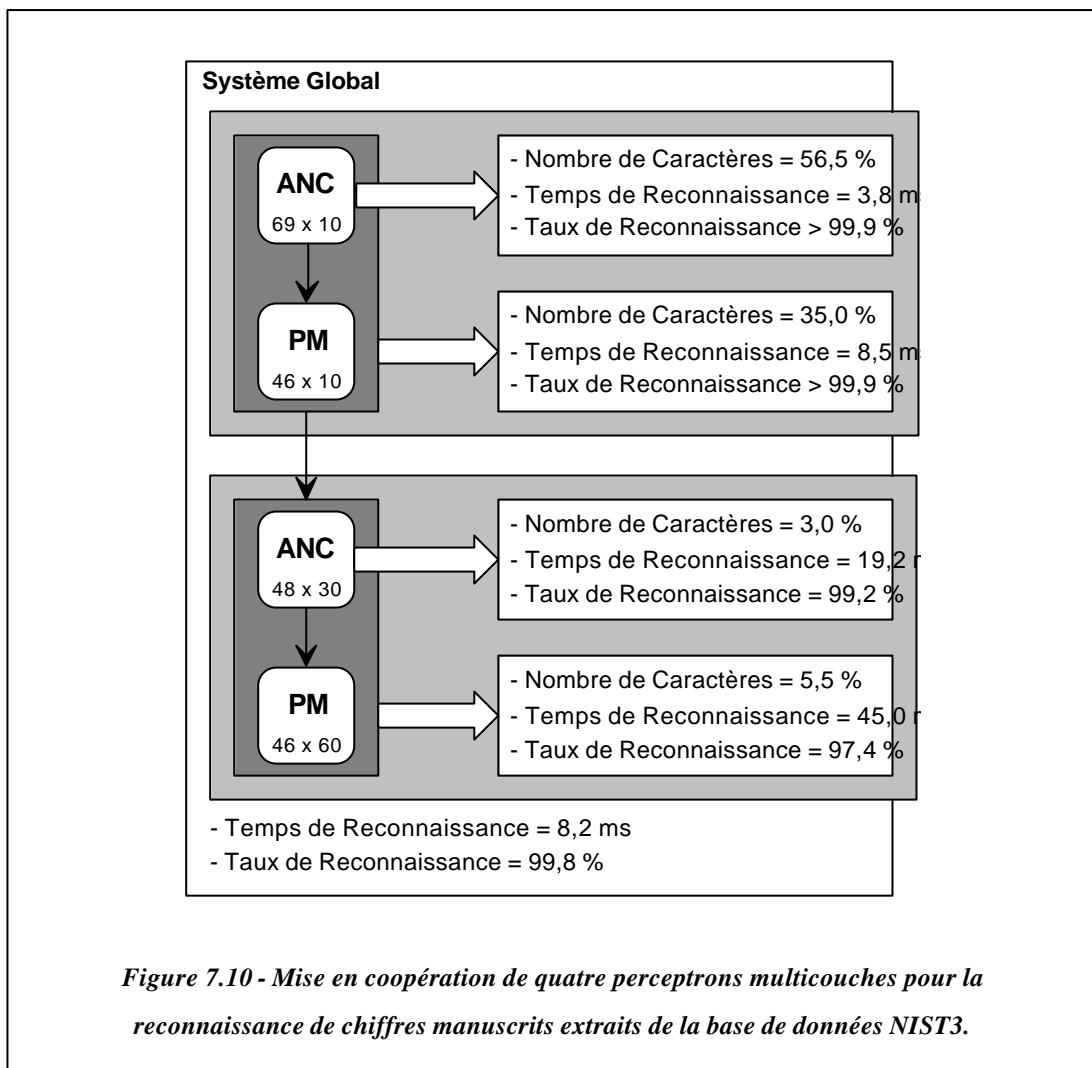 Système Global
ANC
69 x 10
- Nombre de Caractères = 56,5 %
- Temps de Reconnaissance = 3,8 m
- Taux de Reconnaissance > 99,9 %
PM
46 x 10
- Nombre de Caractères = 35,0 %
- Temps de Reconnaissance = 8,5 m
- Taux de Reconnaissance > 99,9 %
ANC
48 x 30
- Nombre de Caractères = 3,0 %
- Temps de Reconnaissance = 19,2
- Taux de Reconnaissance = 99,2 %
PM
46 x 60
- Nombre de Caractères = 5,5 %
- Temps de Reconnaissance = 45,0
- Taux de Reconnaissance = 97,4 %
- Temps de Reconnaissance = 8,2 ms
- Taux de Reconnaissance = 99,8 %
Figure 7.10 - Mise en coopération de quatre perceptrons multicouches pour la
reconnaissance de chiffres manuscrits extraits de la base de données NIST3.